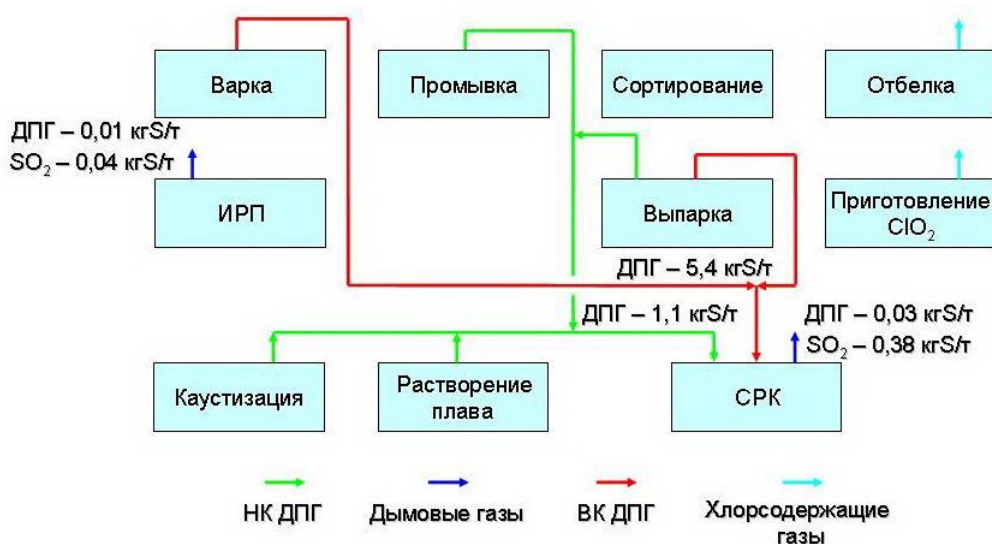 Варка
Промывка
Сортирование
Отбелка
ДПГ – 0,01 кгS/т
SO₂ – 0,04 кгS/т
ИРП
Выпарка
Приготовление
ClO₂
ДПГ – 5,4 кгS/т
ДПГ – 1,1 кгS/т
ДПГ – 0,03 кгS/т
SO₂ – 0,38 кгS/т
Каустизация
Растворение
плава
СРК
НК ДПГ
Дымовые газы
ВК ДПГ
Хлорсодержащие
газы